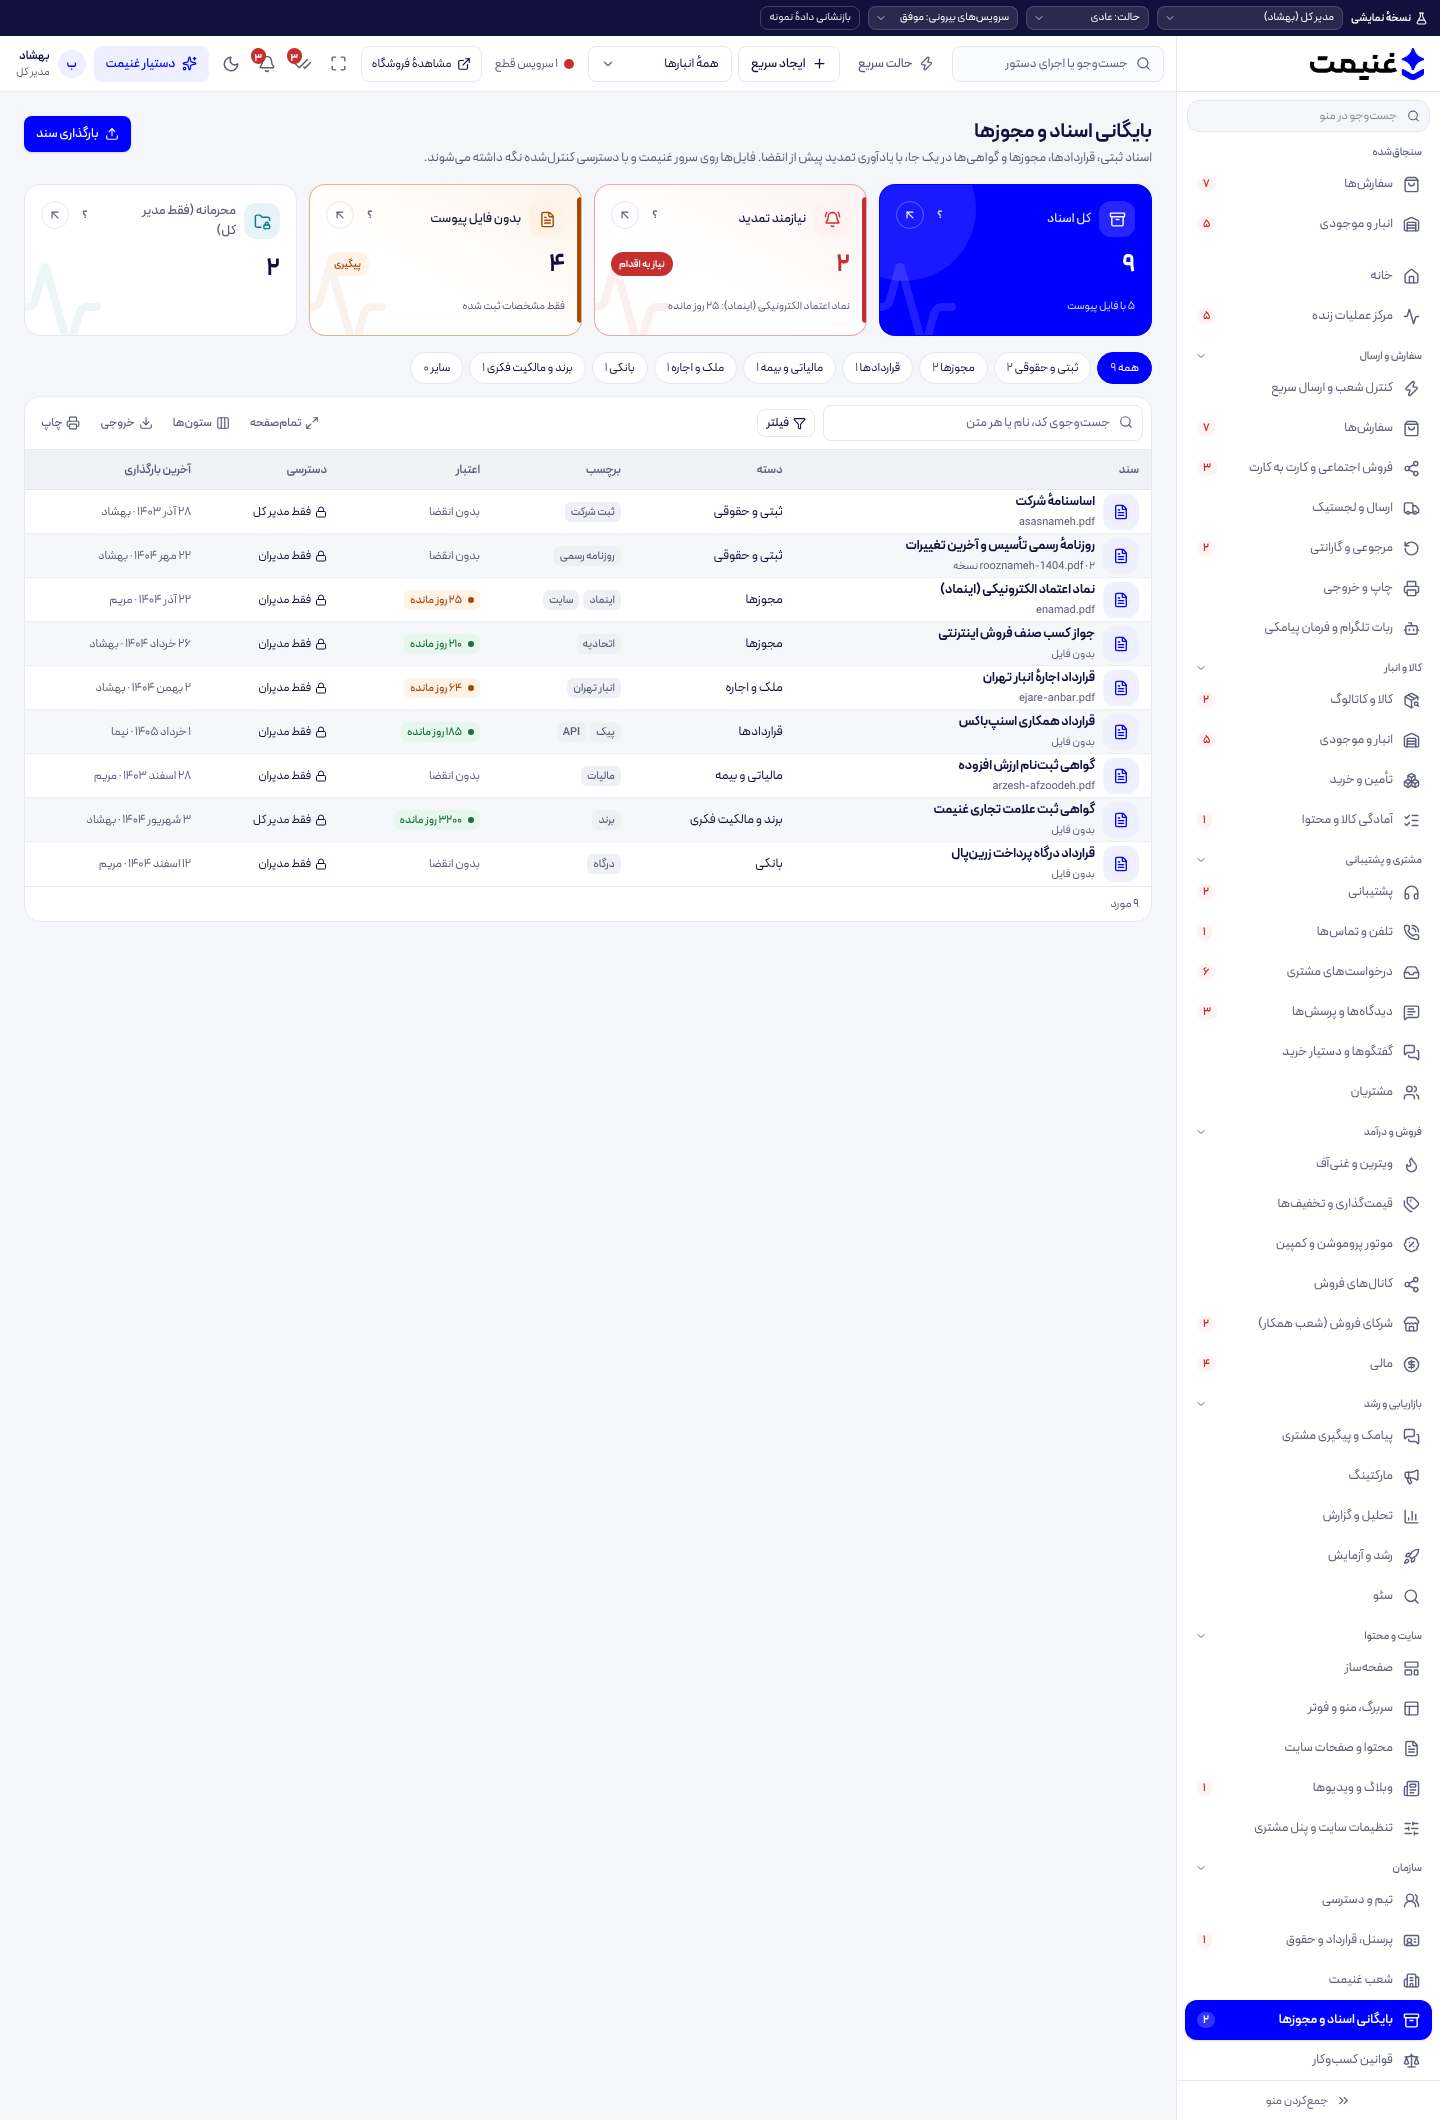 نسخهٔ نمایشی
مدیر کل (بهشاد)
حالت: عادی
سرویس‌های بیرونی: موفق
بازنشانی دادهٔ نمونه
غنیمت
جست‌وجو یا اجرای دستور
حالت سریع
ایجاد سریع
همهٔ انبارها
۱ سرویس قطع
مشاهدهٔ فروشگاه
۳
۳
دستیار غنیمت
ب
بهشاد
مدیر کل
جست‌وجو در منو
سنجاق‌شده
سفارش‌ها ۷
انبار و موجودی ۵
خانه
مرکز عملیات زنده ۵
سفارش و ارسال
کنترل شعب و ارسال سریع
سفارش‌ها ۷
فروش اجتماعی و کارت به کارت ۳
ارسال و لجستیک
مرجوعی و گارانتی ۲
چاپ و خروجی
ربات تلگرام و فرمان پیامکی
کالا و انبار
کالا و کاتالوگ ۲
انبار و موجودی ۵
تأمین و خرید
آمادگی کالا و محتوا ۱
مشتری و پشتیبانی
پشتیبانی ۲
تلفن و تماس‌ها ۱
درخواست‌های مشتری ۶
دیدگاه‌ها و پرسش‌ها ۳
گفتگوها و دستیار خرید
مشتریان
فروش و درآمد
ویترین و غنی‌آف
قیمت‌گذاری و تخفیف‌ها
موتور پروموشن و کمپین
کانال‌های فروش
شرکای فروش (شعب همکار) ۲
مالی ۴
بازاریابی و رشد
پیامک و پیگیری مشتری
مارکتینگ
تحلیل و گزارش
رشد و آزمایش
سئو
سایت و محتوا
صفحه‌ساز
سربرگ، منو و فوتر
محتوا و صفحات سایت
وبلاگ و ویدیوها ۱
تنظیمات سایت و پنل مشتری
سازمان
تیم و دسترسی
پرسنل، قرارداد و حقوق ۱
شعب غنیمت
بایگانی اسناد و مجوزها ۲
قوانین کسب‌وکار
جمع‌کردن منو
بایگانی اسناد و مجوزها
بارگذاری سند
اسناد ثبتی، قراردادها، مجوزها و گواهی‌ها در یک جا، با یادآوری تمدید پیش از انقضا. فایل‌ها روی سرور غنیمت و با دسترسی کنترل‌شده نگه داشته می‌شوند.
کل اسناد ؟
۹
۵ با فایل پیوست
نیازمند تمدید ؟
۲ نیاز به اقدام
نماد اعتماد الکترونیکی (اینماد): ۲۵ روز مانده
بدون فایل پیوست ؟
۴ پیگیری
فقط مشخصات ثبت شده
محرمانه (فقط مدیر کل) ؟
۲
همه ۹
ثبتی و حقوقی ۲
مجوزها ۲
قراردادها ۱
مالیاتی و بیمه ۱
ملک و اجاره ۱
بانکی ۱
برند و مالکیت فکری ۱
سایر ۰
جست‌وجوی کد، نام یا هر متن
فیلتر
تمام‌صفحه
ستون‌ها
خروجی
چاپ
سند دسته برچسب اعتبار دسترسی آخرین بارگذاری
اساسنامهٔ شرکت
asasnameh.pdf
ثبتی و حقوقی ثبت شرکت بدون انقضا فقط مدیر کل ۲۸ آذر ۱۴۰۳ · بهشاد
روزنامهٔ رسمی تأسیس و آخرین تغییرات
rooznameh-1404.pdf · ۲ نسخه
ثبتی و حقوقی روزنامه رسمی بدون انقضا فقط مدیران ۲۲ مهر ۱۴۰۴ · بهشاد
نماد اعتماد الکترونیکی (اینماد)
enamad.pdf
مجوزها اینماد سایت ۲۵ روز مانده فقط مدیران ۲۲ آذر ۱۴۰۴ · مریم
جواز کسب صنف فروش اینترنتی
بدون فایل
مجوزها اتحادیه ۲۱۰ روز مانده فقط مدیران ۲۶ خرداد ۱۴۰۴ · بهشاد
قرارداد اجارهٔ انبار تهران
ejare-anbar.pdf
ملک و اجاره انبار تهران ۶۴ روز مانده فقط مدیران ۲ بهمن ۱۴۰۴ · بهشاد
قرارداد همکاری اسنپ‌باکس
بدون فایل
قراردادها پیک API ۱۸۵ روز مانده فقط مدیران ۱ خرداد ۱۴۰۵ · نیما
گواهی ثبت‌نام ارزش افزوده
arzesh-afzoodeh.pdf
مالیاتی و بیمه مالیات بدون انقضا فقط مدیران ۲۸ اسفند ۱۴۰۳ · مریم
گواهی ثبت علامت تجاری غنیمت
بدون فایل
برند و مالکیت فکری برند ۳۲۰۰ روز مانده فقط مدیر کل ۳ شهریور ۱۴۰۴ · بهشاد
قرارداد درگاه پرداخت زرین‌پال
بدون فایل
بانکی درگاه بدون انقضا فقط مدیران ۱۲ اسفند ۱۴۰۴ · مریم
۹ مورد